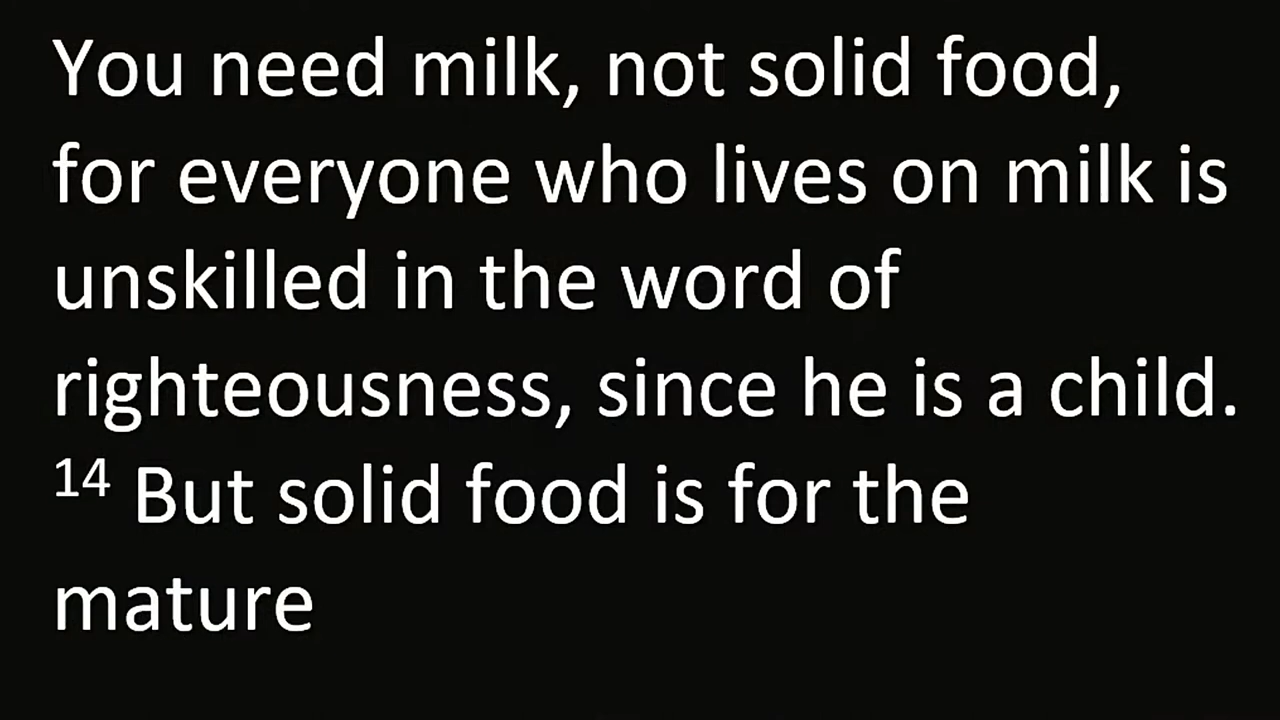 You need milk, not solid food,
for everyone who lives on milk is
unskilled in the word of
righteousness, since he is a child.
14 But solid food is for the
mature